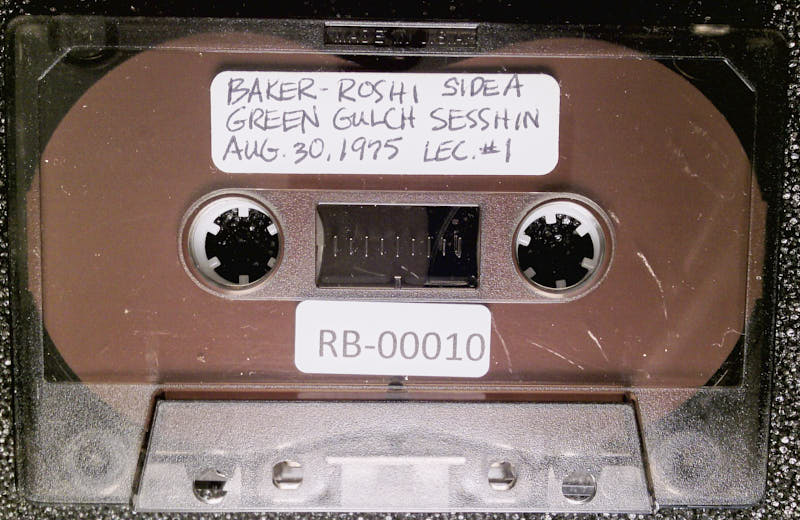 MADE IN U.S.A.
BAKER-ROSHI SIDE A
GREEN GULCH SESSHIN
AUG. 30, 1975 LEC. #1
RB-00010